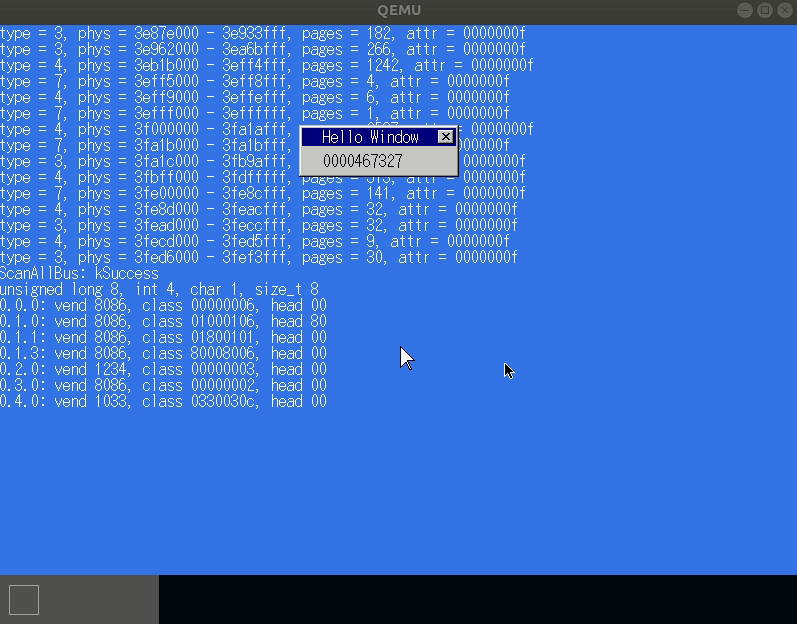 QEMU
type = 3, phys = 3e87e000 - 3e933fff, pages = 182, attr = 0000000f
type = 3, phys = 3e962000 - 3ea6bfff, pages = 266, attr = 0000000f
type = 4, phys = 3eb1b000 - 3eff4fff, pages = 1242, attr = 0000000f
type = 7, phys = 3eff5000 - 3eff8fff, pages = 4, attr = 0000000f
type = 4, phys = 3eff9000 - 3effefff, pages = 6, attr = 0000000f
type = 7, phys = 3efff000 - 3effffff, pages = 1, attr = 0000000f
type = 4, phys = 3f000000 - 3fa1afff, = 0000000f
Hello Window
type = 7, phys = 3fa1b000 - 3fa1bfff, 0000000f
type = 3, phys = 3fa1c000 - 3fb9afff, = 0000000f
0000467327
type = 4, phys = 3fbff000 - 3fdfffff, pages = 513, attr = 0000000f
type = 7, phys = 3fe00000 - 3fe8cfff, pages = 141, attr = 0000000f
type = 4, phys = 3fe8d000 - 3feacfff, pages = 32, attr = 0000000f
type = 3, phys = 3fead000 - 3feccfff, pages = 32, attr = 0000000f
type = 4, phys = 3fecd000 - 3fed5fff, pages = 9, attr = 0000000f
type = 3, phys = 3fed6000 - 3fef3fff, pages = 30, attr = 0000000f
ScanAllBus: kSuccess
unsigned long 8, int 4, char 1, size_t 8
0.0.0: vend 8086, class 00000006, head 00
0.1.0: vend 8086, class 01000106, head 80
0.1.1: vend 8086, class 01800101, head 00
0.1.3: vend 8086, class 80008006, head 00
0.2.0: vend 1234, class 00000003, head 00
0.3.0: vend 8086, class 00000002, head 00
0.4.0: vend 1033, class 0330030c, head 00